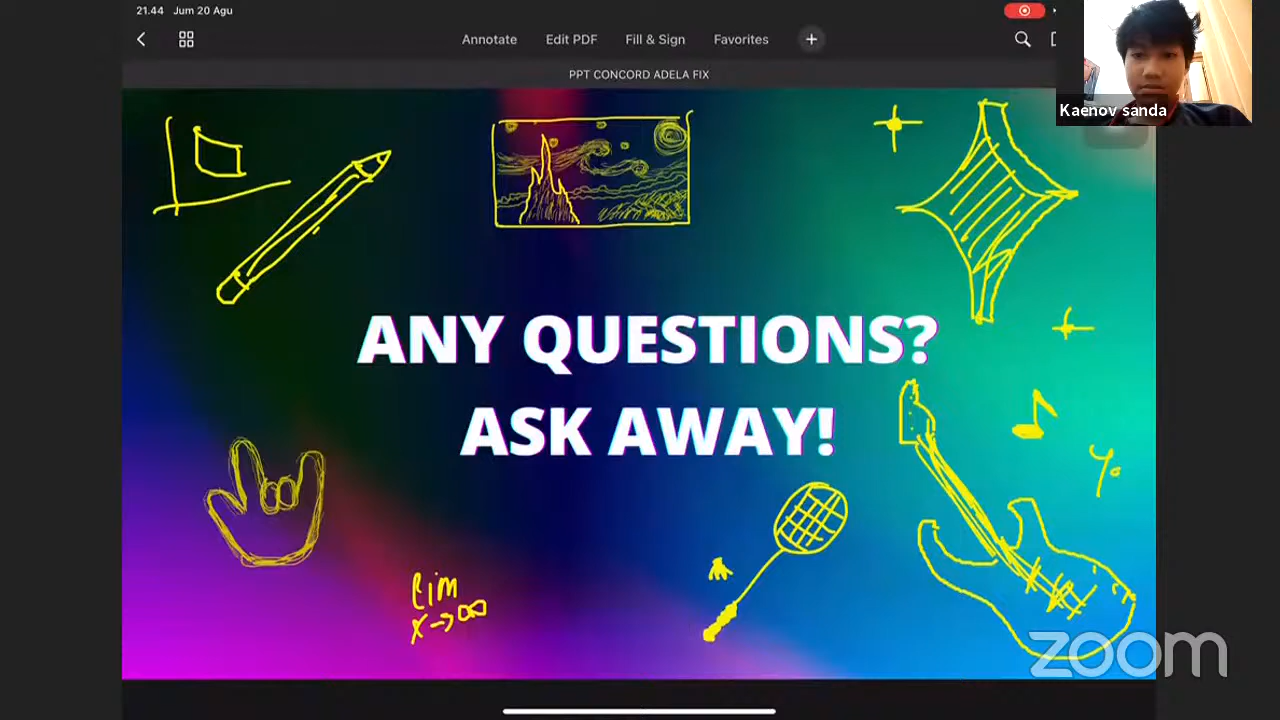 21.44 Jum 20 Agu
Annotate Edit PDF Fill & Sign Favorites +
PPT CONCORD ADELA FIX
Kaenov sanda
ANY QUESTIONS?
ASK AWAY!
lim
x→∞
zoom